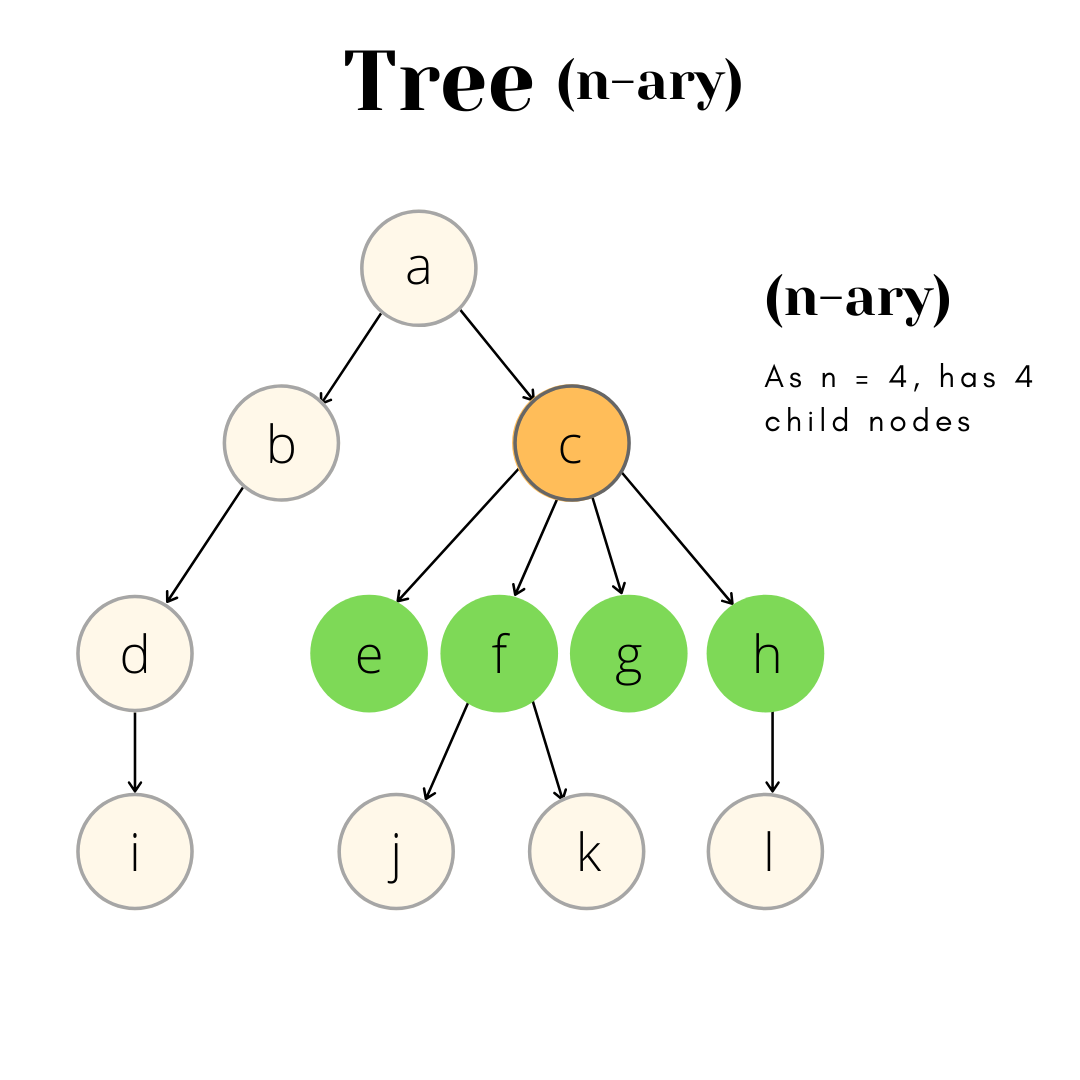 Tree (n-ary)
a
(n-ary)
As n = 4, has 4
child nodes
b
c
d
e
f
g
h
i
j
k
l